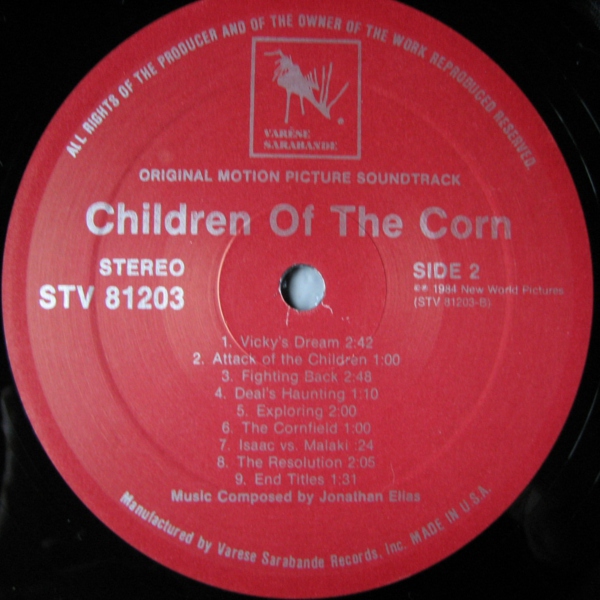 ALL RIGHTS OF THE PRODUCER AND OF THE OWNER OF THE WORK REPRODUCED RESERVED.
VARÈSE
SARABANDE
ORIGINAL MOTION PICTURE SOUNDTRACK
Children Of The Corn
STEREO
STV 81203
SIDE 2
℗© 1984 New World Pictures
(STV 81203-B)
1. Vicky's Dream 2:42
2. Attack of the Children 1:00
3. Fighting Back 2:48
4. Deal's Haunting 1:10
5. Exploring 2:00
6. The Cornfield 1:00
7. Isaac vs. Malaki :24
8. The Resolution 2:05
9. End Titles 1:31
Music Composed by Jonathan Elias
Manufactured by Varese Sarabande Records, Inc. MADE IN U.S.A.